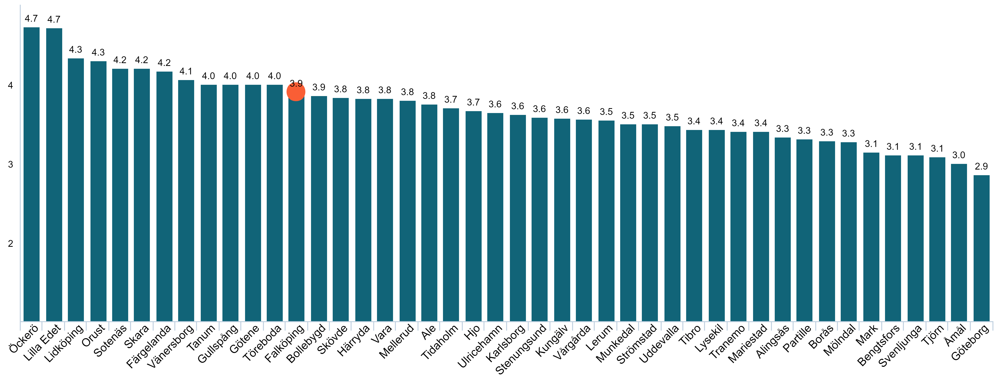 4.7 4.7 4.3 4.3 4.2 4.2 4.2 4.1 4.0 4.0 4.0 4.0 3.9 3.9 3.8 3.8 3.8 3.8 3.8 3.7 3.7 3.6 3.6 3.6 3.6 3.6 3.5 3.5 3.5 3.5 3.4 3.4 3.4 3.4 3.3 3.3 3.3 3.3 3.1 3.1 3.1 3.1 3.0 2.9
4
3
2
Öckerö
Lilla Edet
Lidköping
Orust
Sotenäs
Skara
Färgelanda
Vänersborg
Tanum
Gullspång
Götene
Töreboda
Falköping
Bollebygd
Skövde
Härryda
Vara
Mellerud
Ale
Tidaholm
Hjo
Ulricehamn
Karlsborg
Stenungsund
Kungälv
Vårgårda
Lerum
Munkedal
Strömstad
Uddevalla
Tibro
Lysekil
Tranemo
Mariestad
Alingsås
Partille
Borås
Mölndal
Mark
Bengtsfors
Svenljunga
Tjörn
Åmål
Göteborg